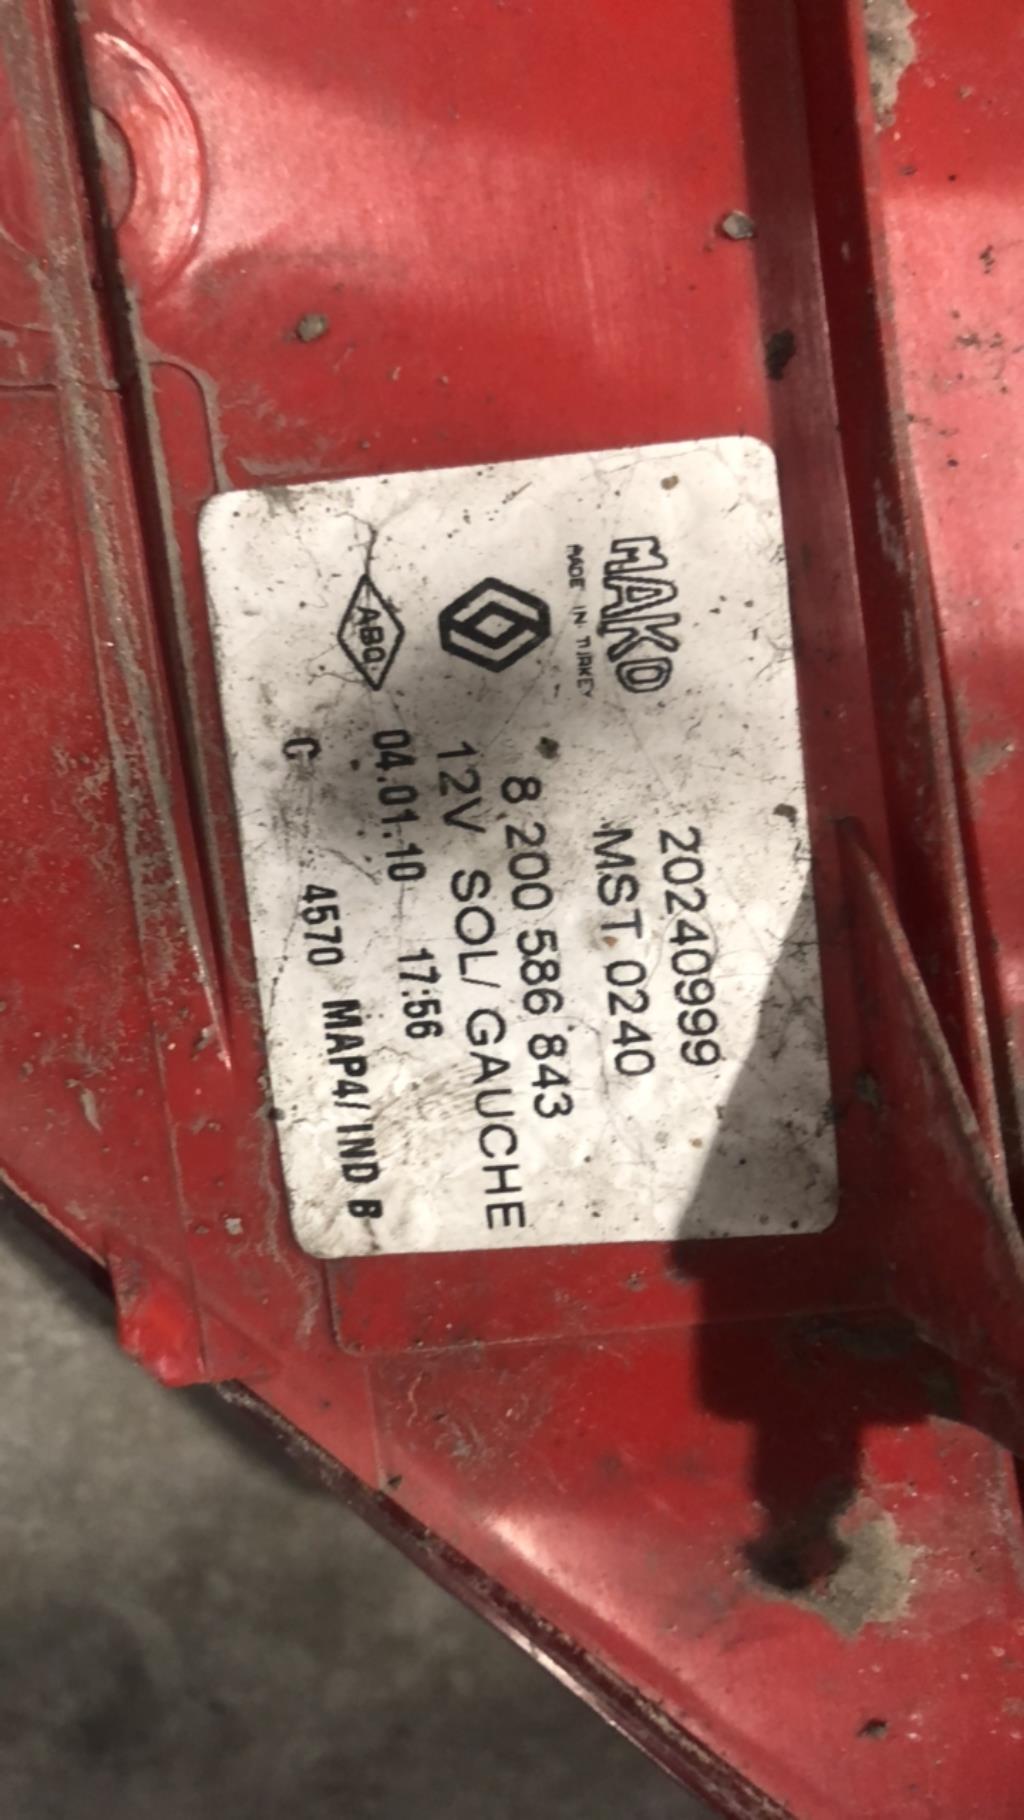 MAKO
MADE IN TURKEY
20240999
MST 0240
8 200 586 843
12V SOL/ GAUCHE
ABQ.
04.01.10 17:56
C 4570 MAP4/IND B